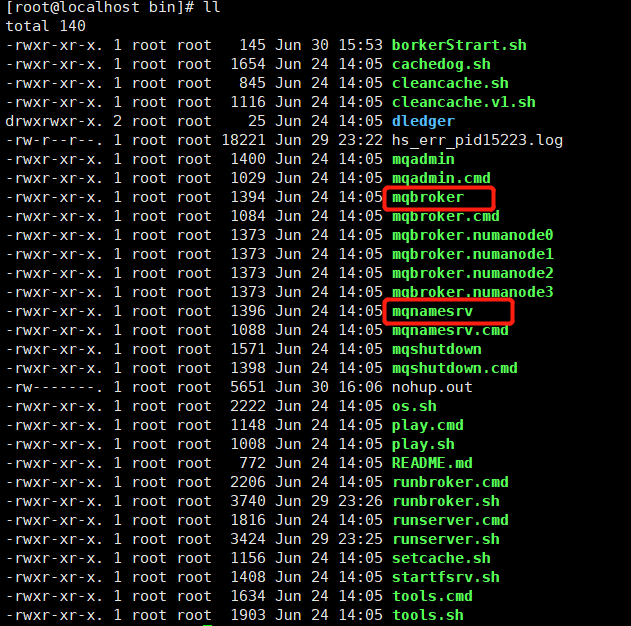 [root@localhost bin]# ll
total 140
-rwxr-xr-x. 1 root root   145 Jun 30 15:53 borkerStrart.sh
-rwxr-xr-x. 1 root root  1654 Jun 24 14:05 cachedog.sh
-rwxr-xr-x. 1 root root   845 Jun 24 14:05 cleancache.sh
-rwxr-xr-x. 1 root root  1116 Jun 24 14:05 cleancache.v1.sh
drwxrwxr-x. 2 root root    25 Jun 24 14:05 dledger
-rw-r--r--. 1 root root 18221 Jun 29 23:22 hs_err_pid15223.log
-rwxr-xr-x. 1 root root  1400 Jun 24 14:05 mqadmin
-rwxr-xr-x. 1 root root  1029 Jun 24 14:05 mqadmin.cmd
-rwxr-xr-x. 1 root root  1394 Jun 24 14:05 mqbroker
-rwxr-xr-x. 1 root root  1084 Jun 24 14:05 mqbroker.cmd
-rwxr-xr-x. 1 root root  1373 Jun 24 14:05 mqbroker.numanode0
-rwxr-xr-x. 1 root root  1373 Jun 24 14:05 mqbroker.numanode1
-rwxr-xr-x. 1 root root  1373 Jun 24 14:05 mqbroker.numanode2
-rwxr-xr-x. 1 root root  1373 Jun 24 14:05 mqbroker.numanode3
-rwxr-xr-x. 1 root root  1396 Jun 24 14:05 mqnamesrv
-rwxr-xr-x. 1 root root  1088 Jun 24 14:05 mqnamesrv.cmd
-rwxr-xr-x. 1 root root  1571 Jun 24 14:05 mqshutdown
-rwxr-xr-x. 1 root root  1398 Jun 24 14:05 mqshutdown.cmd
-rw-------. 1 root root  5651 Jun 30 16:06 nohup.out
-rwxr-xr-x. 1 root root  2222 Jun 24 14:05 os.sh
-rwxr-xr-x. 1 root root  1148 Jun 24 14:05 play.cmd
-rwxr-xr-x. 1 root root  1008 Jun 24 14:05 play.sh
-rwxr-xr-x. 1 root root   772 Jun 24 14:05 README.md
-rwxr-xr-x. 1 root root  2206 Jun 24 14:05 runbroker.cmd
-rwxr-xr-x. 1 root root  3740 Jun 29 23:26 runbroker.sh
-rwxr-xr-x. 1 root root  1816 Jun 24 14:05 runserver.cmd
-rwxr-xr-x. 1 root root  3424 Jun 29 23:25 runserver.sh
-rwxr-xr-x. 1 root root  1156 Jun 24 14:05 setcache.sh
-rwxr-xr-x. 1 root root  1408 Jun 24 14:05 startfsrv.sh
-rwxr-xr-x. 1 root root  1634 Jun 24 14:05 tools.cmd
-rwxr-xr-x. 1 root root  1903 Jun 24 14:05 tools.sh